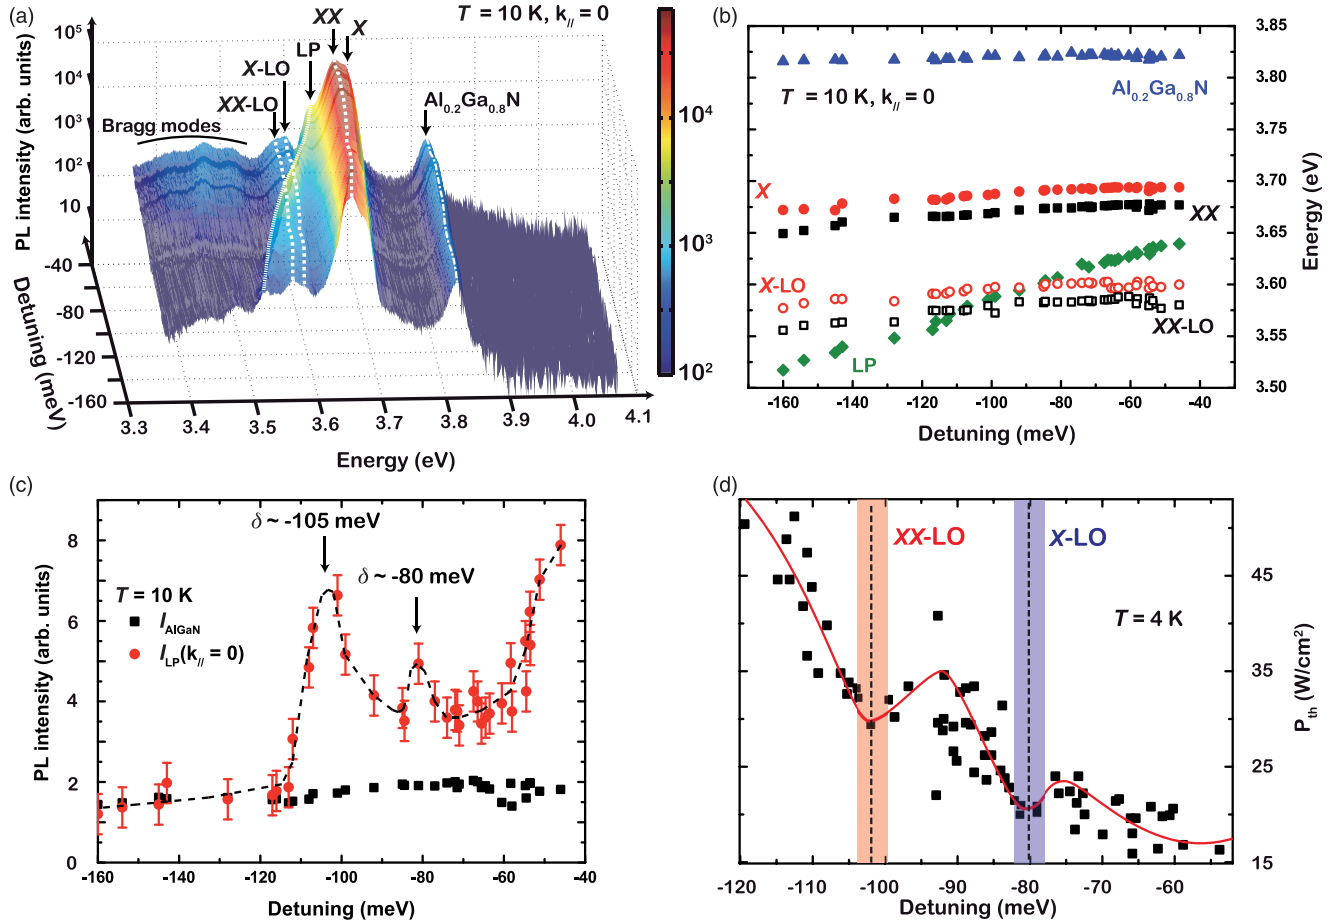 (a)
T = 10 K, k// = 0
PL intensity (arb. units)
10^5
10^4
10^3
10^2
10
XX
X
LP
X-LO
XX-LO
Bragg modes
Al0.2Ga0.8N
10^4
10^3
10^2
-40
-80
-120
-160
Detuning (meV)
3.3
3.4
3.5
3.6
3.7
3.8
3.9
4.0
4.1
Energy (eV)
(b)
3.85
3.80
3.75
3.70
3.65
3.60
3.55
3.50
Energy (eV)
Al0.2Ga0.8N
T = 10 K, k// = 0
X
XX
X-LO
XX-LO
LP
-160
-140
-120
-100
-80
-60
-40
Detuning (meV)
(c)
PL intensity (arb. units)
8
6
4
2
0
δ ~ -105 meV
δ ~ -80 meV
T = 10 K
I AlGaN
I LP(k// = 0)
-160
-140
-120
-100
-80
-60
-40
Detuning (meV)
(d)
XX-LO
X-LO
T = 4 K
45
35
25
15
Pth (W/cm2)
-120
-100
-80
-60
Detuning (meV)